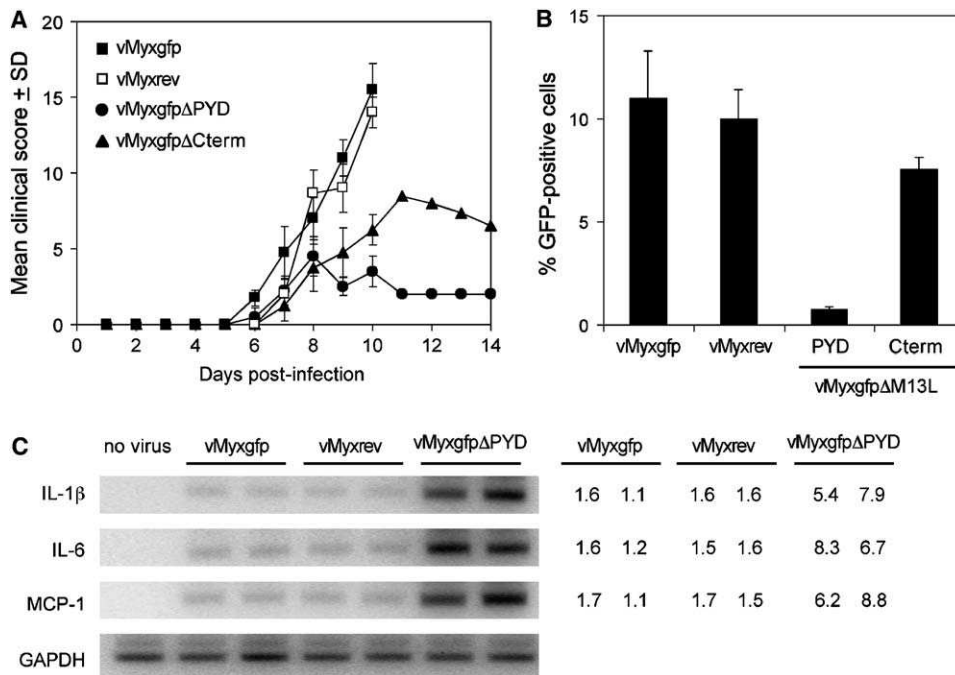 A
Mean clinical score ± SD
20
15
10
5
0
vMyxgfp
vMyxrev
vMyxgfpΔPYD
vMyxgfpΔCterm
0 2 4 6 8 10 12 14
Days post-infection
B
% GFP-positive cells
15
10
5
0
vMyxgfp vMyxrev PYD Cterm
vMyxgfpΔM13L
C
no virus vMyxgfp vMyxrev vMyxgfpΔPYD vMyxgfp vMyxrev vMyxgfpΔPYD
IL-1β 1.6 1.1 1.6 1.6 5.4 7.9
IL-6 1.6 1.2 1.5 1.6 8.3 6.7
MCP-1 1.7 1.1 1.7 1.5 6.2 8.8
GAPDH